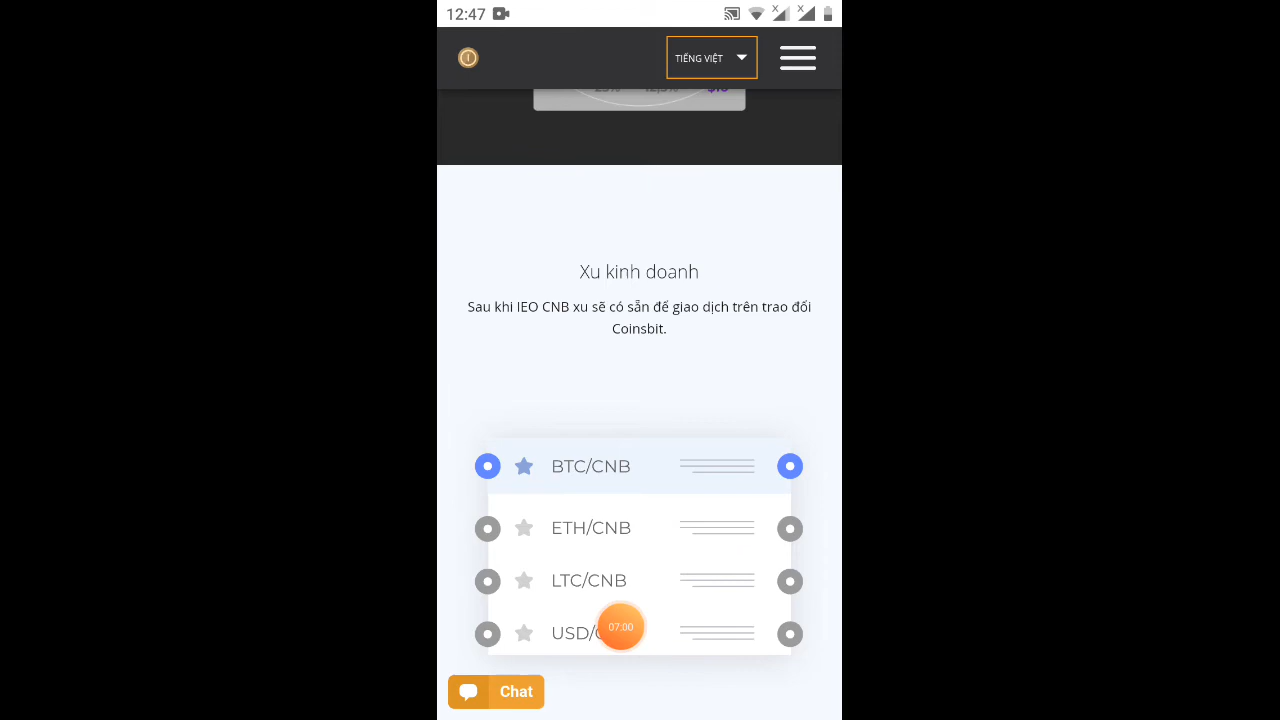 12:47
TIẾNG VIỆT
Xu kinh doanh
Sau khi IEO CNB xu sẽ có sẵn để giao dịch trên trao đổi
Coinsbit.
BTC/CNB
ETH/CNB
LTC/CNB
USD/
07:00
Chat